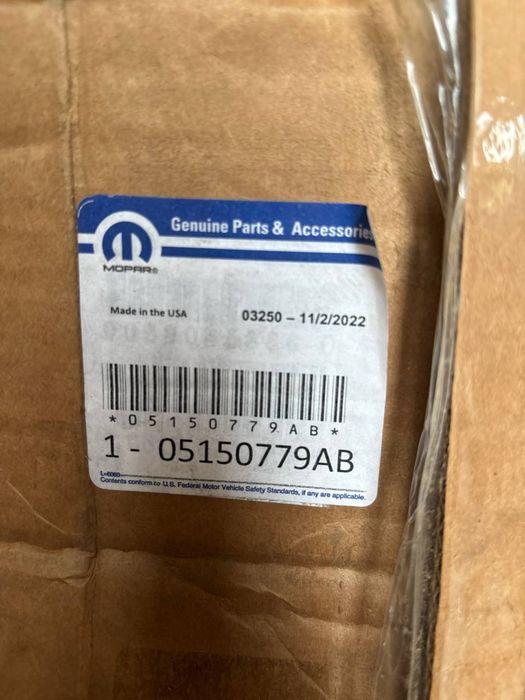 Genuine Parts & Accessories
MOPAR®
Made in the USA
03250 – 11/2/2022
*05150779AB*
1 - 05150779AB
L-6060
Contents conform to U.S. Federal Motor Vehicle Safety Standards, if any are applicable.